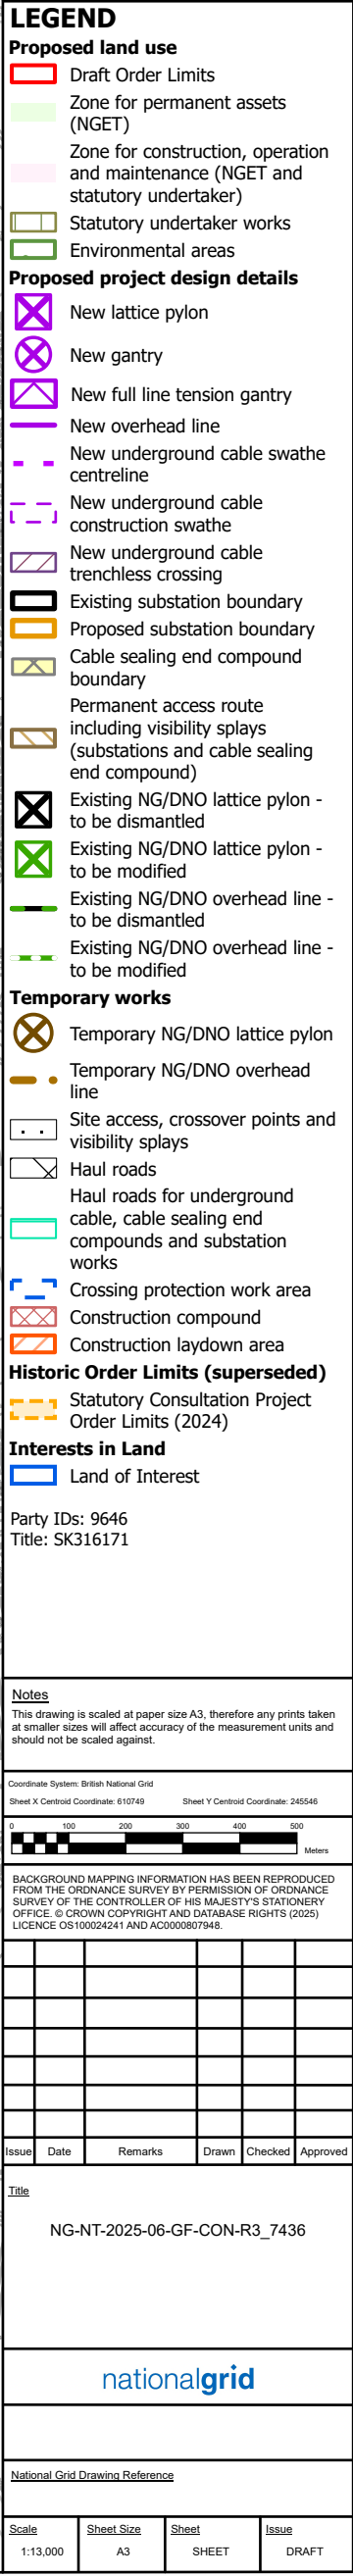 LEGEND
Proposed land use
Draft Order Limits
Zone for permanent assets
(NGET)
Zone for construction, operation
and maintenance (NGET and
statutory undertaker)
Statutory undertaker works
Environmental areas
Proposed project design details
New lattice pylon
New gantry
New full line tension gantry
New overhead line
New underground cable swathe
centreline
New underground cable
construction swathe
New underground cable
trenchless crossing
Existing substation boundary
Proposed substation boundary
Cable sealing end compound
boundary
Permanent access route
including visibility splays
(substations and cable sealing
end compound)
Existing NG/DNO lattice pylon -
to be dismantled
Existing NG/DNO lattice pylon -
to be modified
Existing NG/DNO overhead line -
to be dismantled
Existing NG/DNO overhead line -
to be modified
Temporary works
Temporary NG/DNO lattice pylon
Temporary NG/DNO overhead
line
Site access, crossover points and
visibility splays
Haul roads
Haul roads for underground
cable, cable sealing end
compounds and substation
works
Crossing protection work area
Construction compound
Construction laydown area
Historic Order Limits (superseded)
Statutory Consultation Project
Order Limits (2024)
Interests in Land
Land of Interest
Party IDs: 9646
Title: SK316171
Notes
This drawing is scaled at paper size A3, therefore any prints taken
at smaller sizes will affect accuracy of the measurement units and
should not be scaled against.
Coordinate System: British National Grid
Sheet X Centroid Coordinate: 610749 Sheet Y Centroid Coordinate: 245546
0 100 200 300 400 500
Meters
BACKGROUND MAPPING INFORMATION HAS BEEN REPRODUCED
FROM THE ORDNANCE SURVEY BY PERMISSION OF ORDNANCE
SURVEY OF THE CONTROLLER OF HIS MAJESTY'S STATIONERY
OFFICE. © CROWN COPYRIGHT AND DATABASE RIGHTS (2025)
LICENCE OS100024241 AND AC0000807948.
Issue Date Remarks Drawn Checked Approved
Title
NG-NT-2025-06-GF-CON-R3_7436
nationalgrid
National Grid Drawing Reference
Scale Sheet Size Sheet Issue
1:13,000 A3 SHEET DRAFT